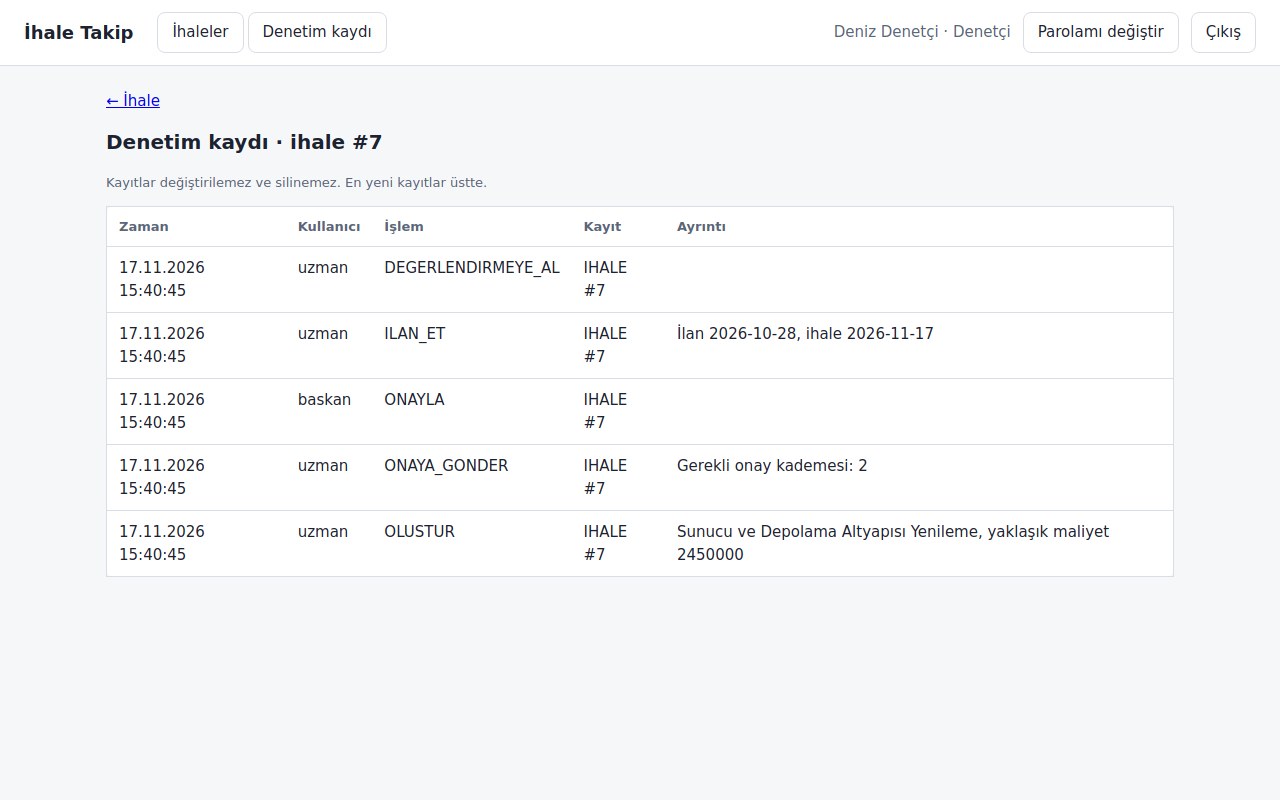 İhale Takip İhaleler Denetim kaydı Deniz Denetçi · Denetçi Parolamı değiştir Çıkış
← İhale
Denetim kaydı · ihale #7
Kayıtlar değiştirilemez ve silinemez. En yeni kayıtlar üstte.
Zaman Kullanıcı İşlem Kayıt Ayrıntı
17.11.2026 uzman DEGERLENDIRMEYE_AL IHALE
15:40:45 #7
17.11.2026 uzman ILAN_ET IHALE İlan 2026-10-28, ihale 2026-11-17
15:40:45 #7
17.11.2026 baskan ONAYLA IHALE
15:40:45 #7
17.11.2026 uzman ONAYA_GONDER IHALE Gerekli onay kademesi: 2
15:40:45 #7
17.11.2026 uzman OLUSTUR IHALE Sunucu ve Depolama Altyapısı Yenileme, yaklaşık maliyet
15:40:45 #7 2450000